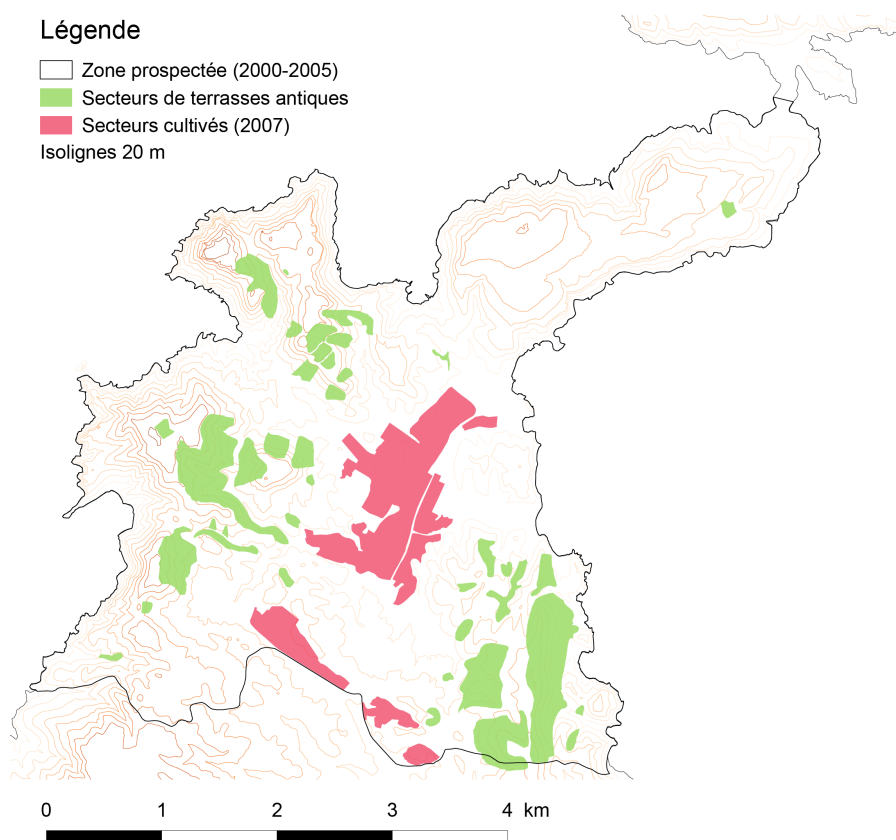 Légende
Zone prospectée (2000-2005)
Secteurs de terrasses antiques
Secteurs cultivés (2007)
Isolignes 20 m
0 1 2 3 4 km